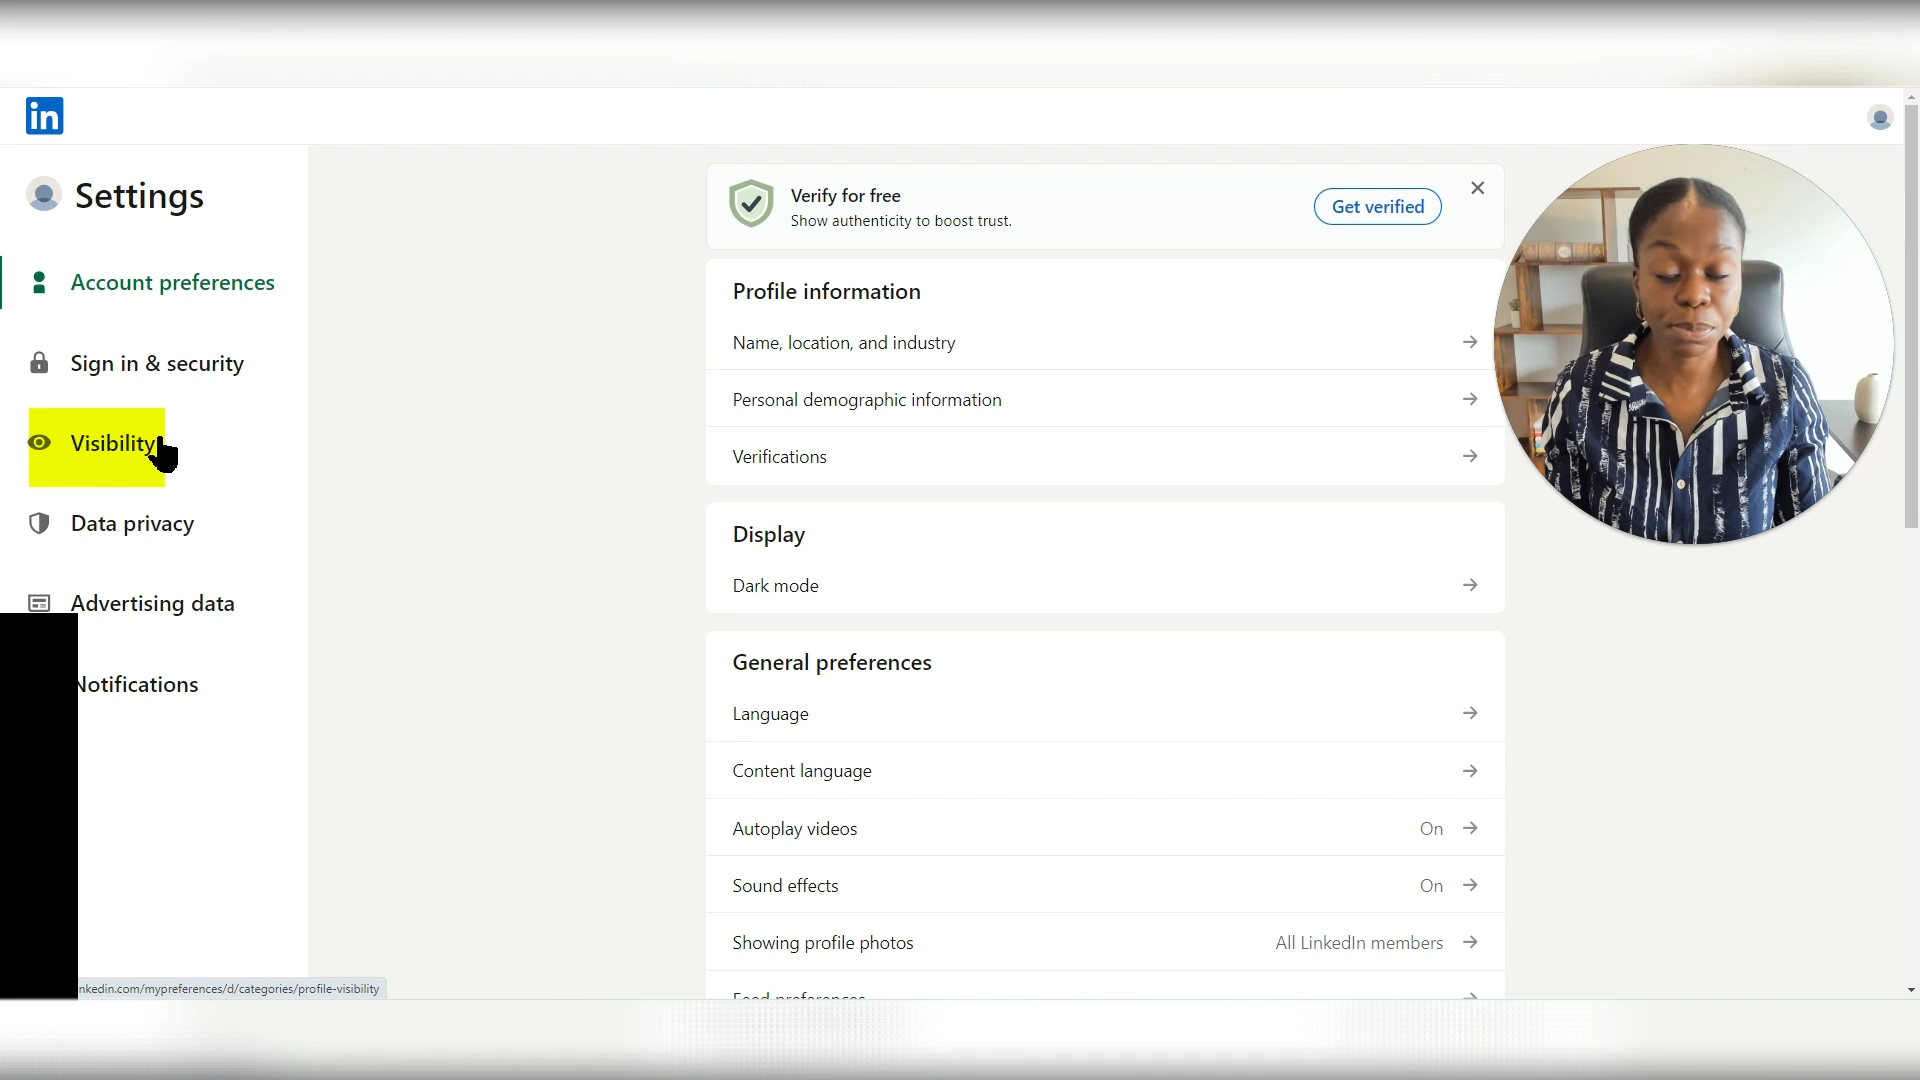 in
Settings
Account preferences
Sign in & security
Visibility
Data privacy
Advertising data
Notifications
Verify for free
Show authenticity to boost trust.
Get verified
Profile information
Name, location, and industry
Personal demographic information
Verifications
Display
Dark mode
General preferences
Language
Content language
Autoplay videos On
Sound effects On
Showing profile photos All LinkedIn members
Feed preferences
nkedin.com/mypreferences/d/categories/profile-visibility